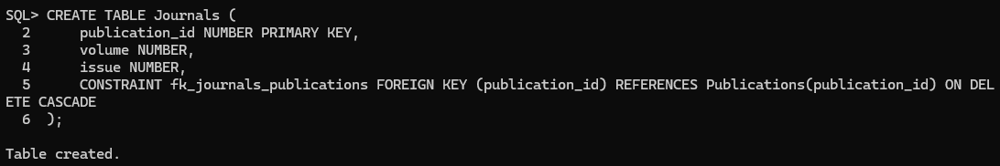 SQL> CREATE TABLE Journals (
  2      publication_id NUMBER PRIMARY KEY,
  3      volume NUMBER,
  4      issue NUMBER,
  5      CONSTRAINT fk_journals_publications FOREIGN KEY (publication_id) REFERENCES Publications(publication_id) ON DEL
ETE CASCADE
  6  );
Table created.